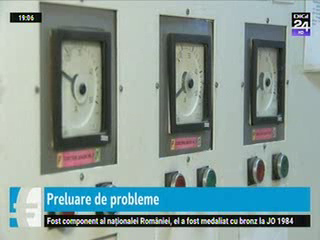 19:06
DIGI
24
HD
Preluare de probleme
Fost component al naționalei României, el a fost medaliat cu bronz la JO 1984